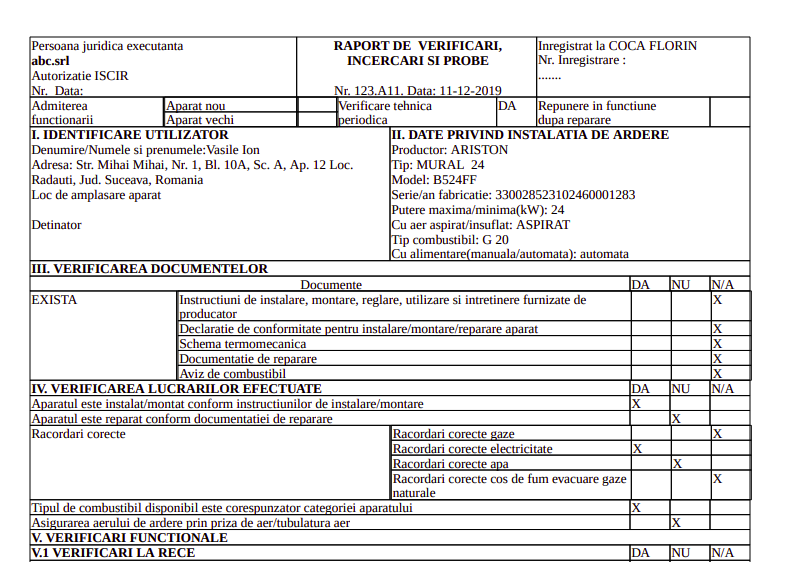 Persoana juridica executanta
abc.srl
Autorizatie ISCIR
Nr. Data:
RAPORT DE VERIFICARI,
INCERCARI SI PROBE
Nr. 123.A11. Data: 11-12-2019
Inregistrat la COCA FLORIN
Nr. Inregistrare :
.......
Admiterea
functionarii
Aparat nou
Aparat vechi
Verificare tehnica
periodica
DA
Repunere in functiune
dupa reparare
I. IDENTIFICARE UTILIZATOR
Denumire/Numele si prenumele:Vasile Ion
Adresa: Str. Mihai Mihai, Nr. 1, Bl. 10A, Sc. A, Ap. 12 Loc.
Radauti, Jud. Suceava, Romania
Loc de amplasare aparat
Detinator
II. DATE PRIVIND INSTALATIA DE ARDERE
Productor: ARISTON
Tip: MURAL 24
Model: B524FF
Serie/an fabricatie: 330028523102460001283
Putere maxima/minima(kW): 24
Cu aer aspirat/insuflat: ASPIRAT
Tip combustibil: G 20
Cu alimentare(manuala/automata): automata
III. VERIFICAREA DOCUMENTELOR
Documente DA NU N/A
EXISTA
Instructiuni de instalare, montare, reglare, utilizare si intretinere furnizate de X
producator
Declaratie de conformitate pentru instalare/montare/reparare aparat X
Schema termomecanica X
Documentatie de reparare X
Aviz de combustibil X
IV. VERIFICAREA LUCRARILOR EFECTUATE DA NU N/A
Aparatul este instalat/montat conform instructiunilor de instalare/montare X
Aparatul este reparat conform documentatiei de reparare X
Racordari corecte
Racordari corecte gaze X
Racordari corecte electricitate X
Racordari corecte apa X
Racordari corecte cos de fum evacuare gaze X
naturale
Tipul de combustibil disponibil este corespunzator categoriei aparatului X
Asigurarea aerului de ardere prin priza de aer/tubulatura aer X
V. VERIFICARI FUNCTIONALE
V.1 VERIFICARI LA RECE DA NU N/A